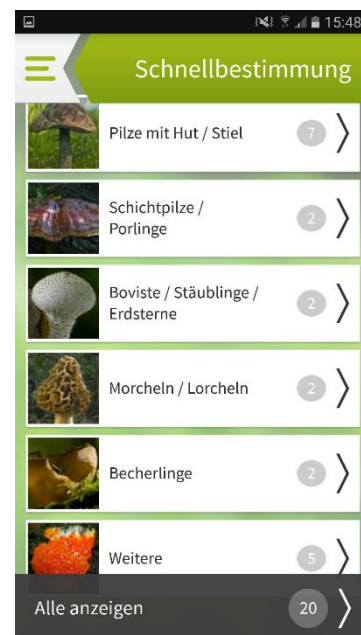 15:48
Schnellbestimmung
Pilze mit Hut / Stiel
7
Schichtpilze /
Porlinge
2
Boviste / Stäublinge /
Erdsterne
2
Morcheln / Lorcheln
2
Becherlinge
2
Weitere
5
Alle anzeigen
20